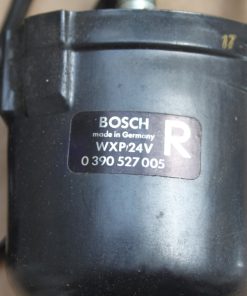 17
BOSCH
made in Germany
R
WXP 24V
0 390 527 005